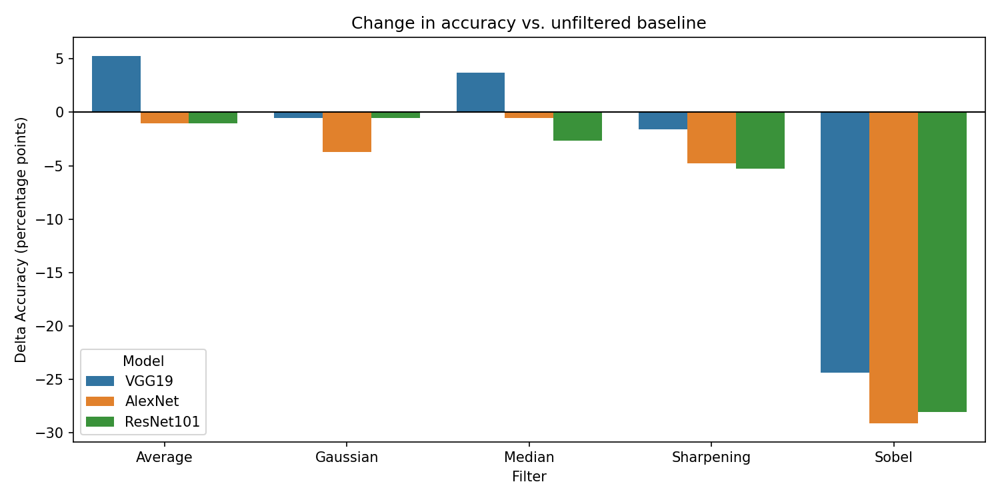 Change in accuracy vs. unfiltered baseline
Delta Accuracy (percentage points)
5
0
−5
−10
−15
−20
−25
−30
Model
VGG19
AlexNet
ResNet101
Average Gaussian Median Sharpening Sobel
Filter